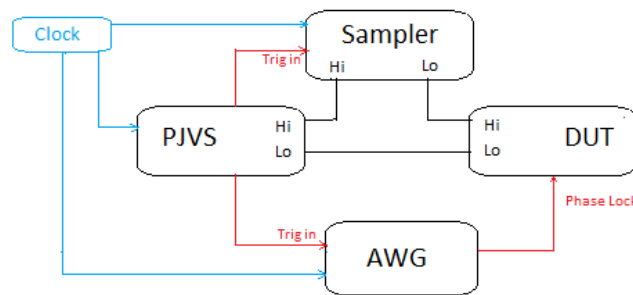 Clock
Sampler
Trig in
Hi
Lo
PJVS
Hi
Lo
Hi
Lo
DUT
Trig in
Phase Lock
AWG